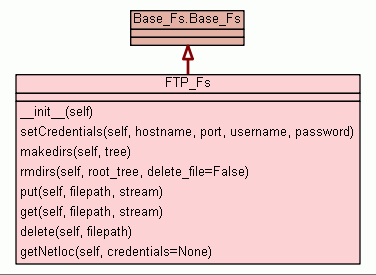 Base_Fs.Base_Fs
FTP_Fs
__init__(self)
setCredentials(self, hostname, port, username, password)
makedirs(self, tree)
rmdirs(self, root_tree, delete_file=False)
put(self, filepath, stream)
get(self, filepath, stream)
delete(self, filepath)
getNetloc(self, credentials=None)